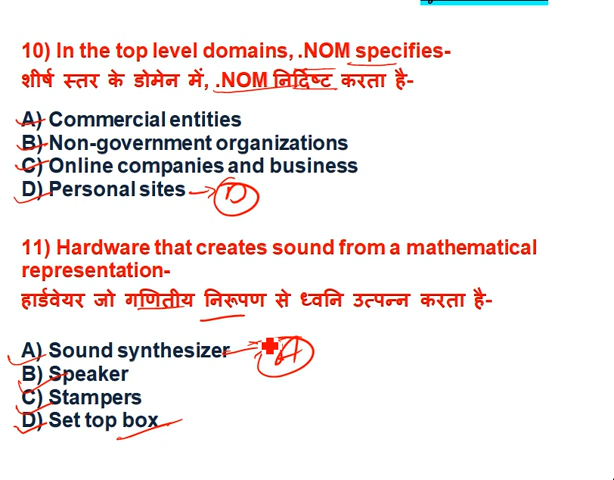 10) In the top level domains, .NOM specifies-
शीर्ष स्तर के डोमेन में, .NOM निर्दिष्ट करता है-
A) Commercial entities
B) Non-government organizations
C) Online companies and business
D) Personal sites D
11) Hardware that creates sound from a mathematical
representation-
हार्डवेयर जो गणितीय निरूपण से ध्वनि उत्पन्न करता है-
A) Sound synthesizer A
B) Speaker
C) Stampers
D) Set top box